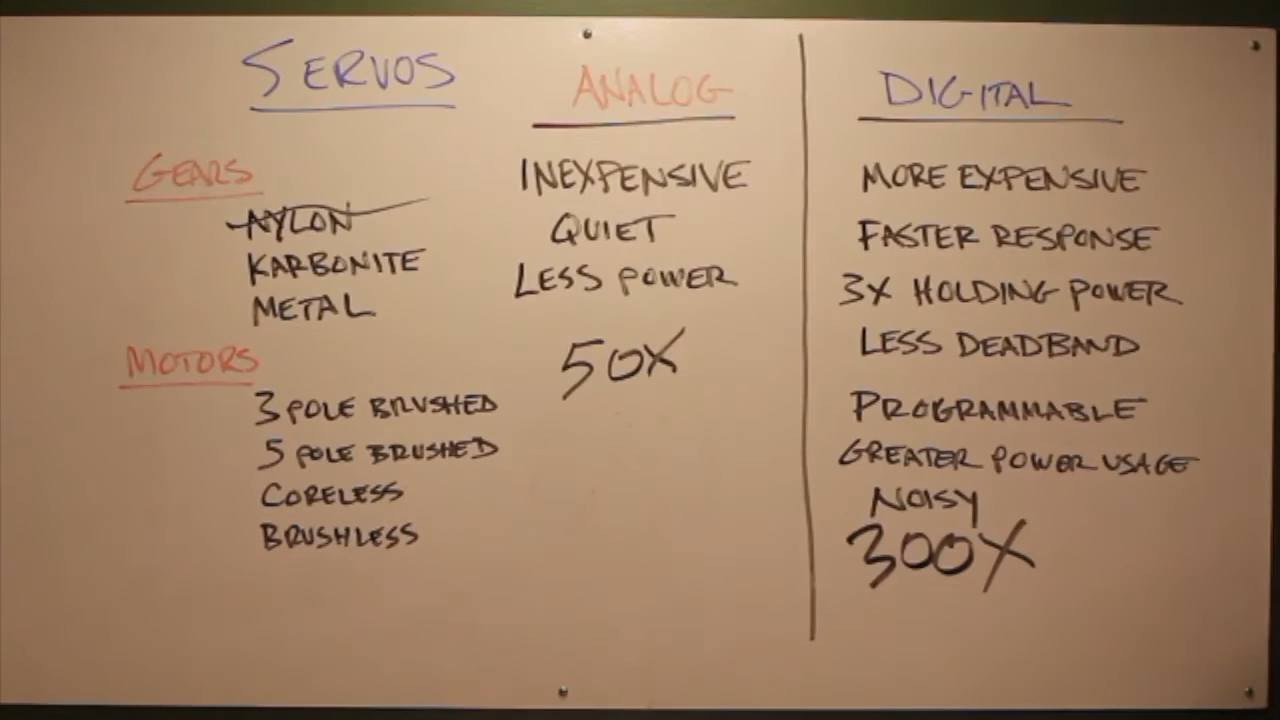 SERVOS
GEARS
NYLON
KARBONITE
METAL
MOTORS
3 POLE BRUSHED
5 POLE BRUSHED
CORELESS
BRUSHLESS
ANALOG
INEXPENSIVE
QUIET
LESS POWER
50X
DIGITAL
MORE EXPENSIVE
FASTER RESPONSE
3X HOLDING POWER
LESS DEADBAND
PROGRAMMABLE
GREATER POWER USAGE
NOISY
300X